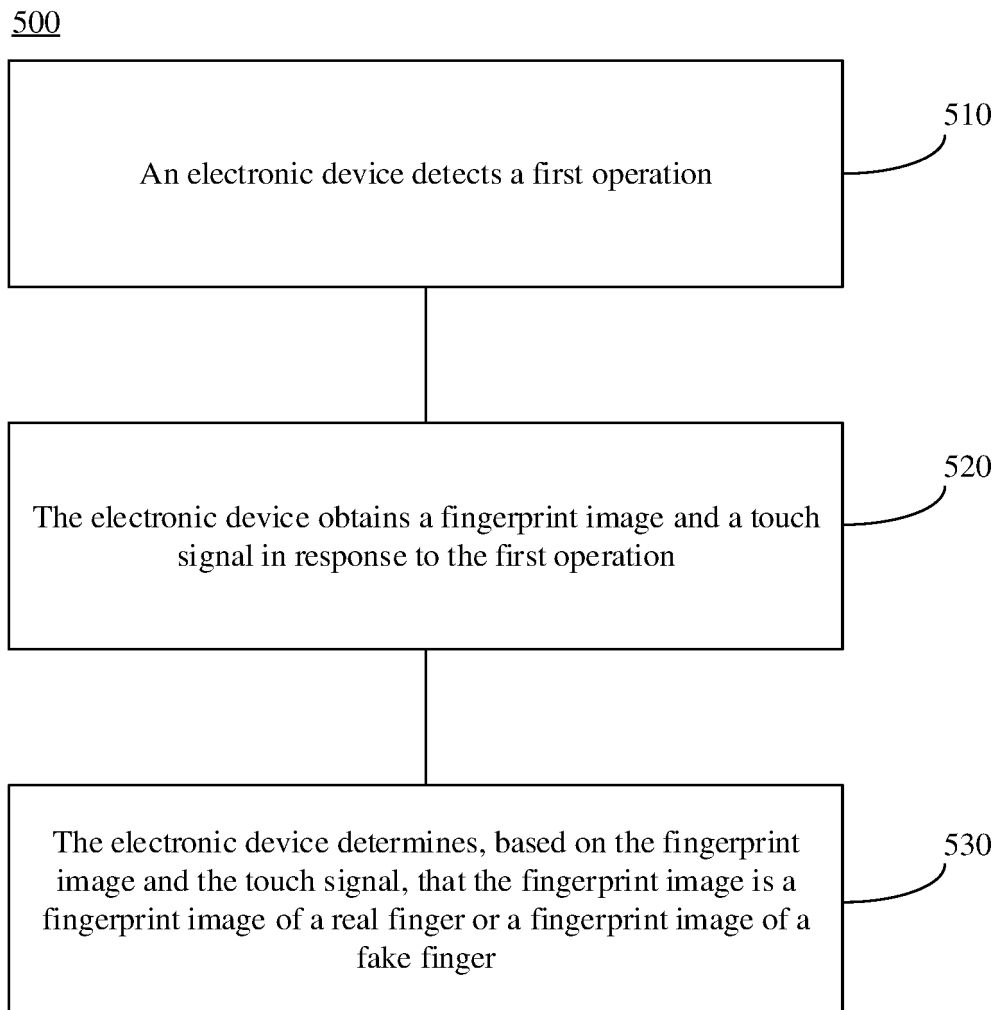 500
510
An electronic device detects a first operation
520
The electronic device obtains a fingerprint image and a touch
signal in response to the first operation
530
The electronic device determines, based on the fingerprint
image and the touch signal, that the fingerprint image is a
fingerprint image of a real finger or a fingerprint image of a
fake finger